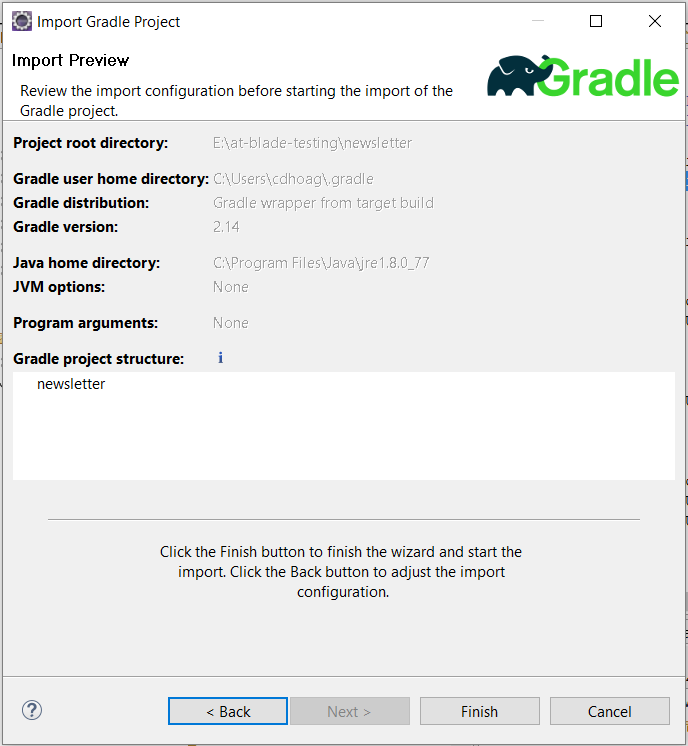 Import Gradle Project
Import Preview
Review the import configuration before starting the import of the
Gradle project.
Gradle
Project root directory: E:\at-blade-testing\newsletter
Gradle user home directory: C:\Users\cdhoag\.gradle
Gradle distribution: Gradle wrapper from target build
Gradle version: 2.14
Java home directory: C:\Program Files\Java\jre1.8.0_77
JVM options: None
Program arguments: None
Gradle project structure: i
newsletter
Click the Finish button to finish the wizard and start the
import. Click the Back button to adjust the import
configuration.
? < Back Next > Finish Cancel